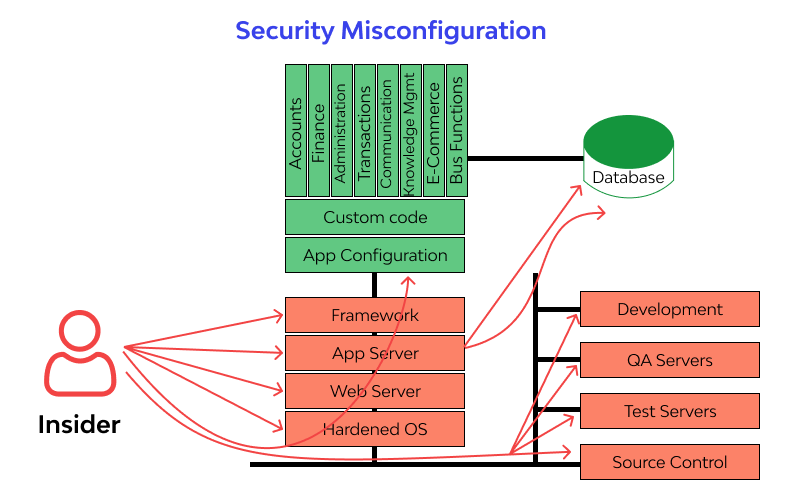 Security Misconfiguration
Accounts
Finance
Administration
Transactions
Communication
Knowledge Mgmt
E-Commerce
Bus Functions
Database
Custom code
App Configuration
Framework
App Server
Web Server
Hardened OS
Insider
Development
QA Servers
Test Servers
Source Control